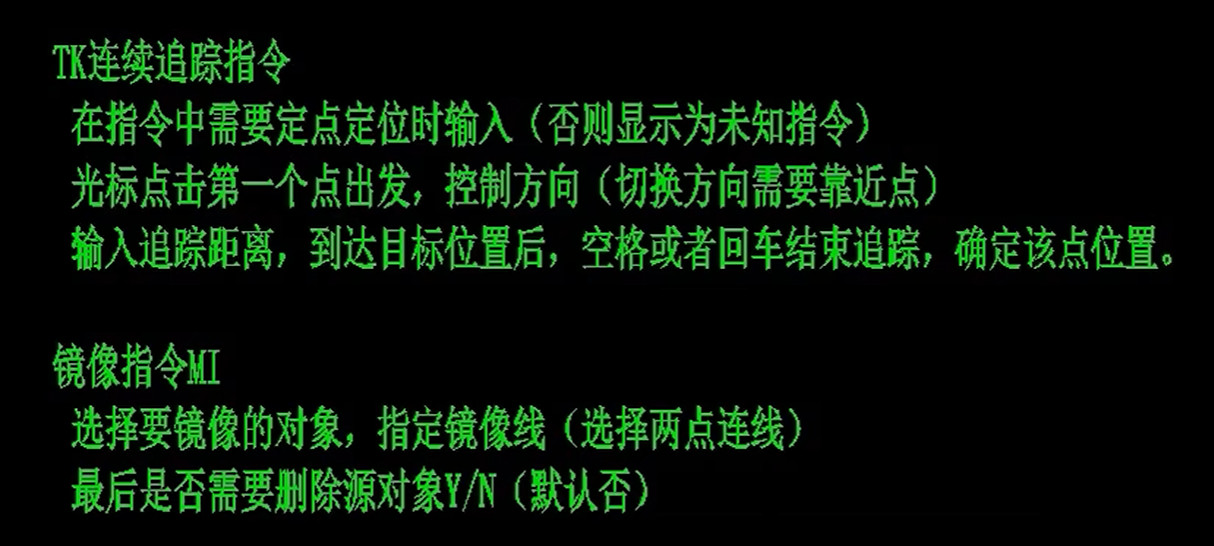 TK连续追踪指令
在指令中需要定点定位时输入（否则显示为未知指令）
光标点击第一个点出发，控制方向（切换方向需要靠近点）
输入追踪距离，到达目标位置后，空格或者回车结束追踪，确定该点位置。
镜像指令MI
选择要镜像的对象，指定镜像线（选择两点连线）
最后是否需要删除源对象Y/N（默认否）